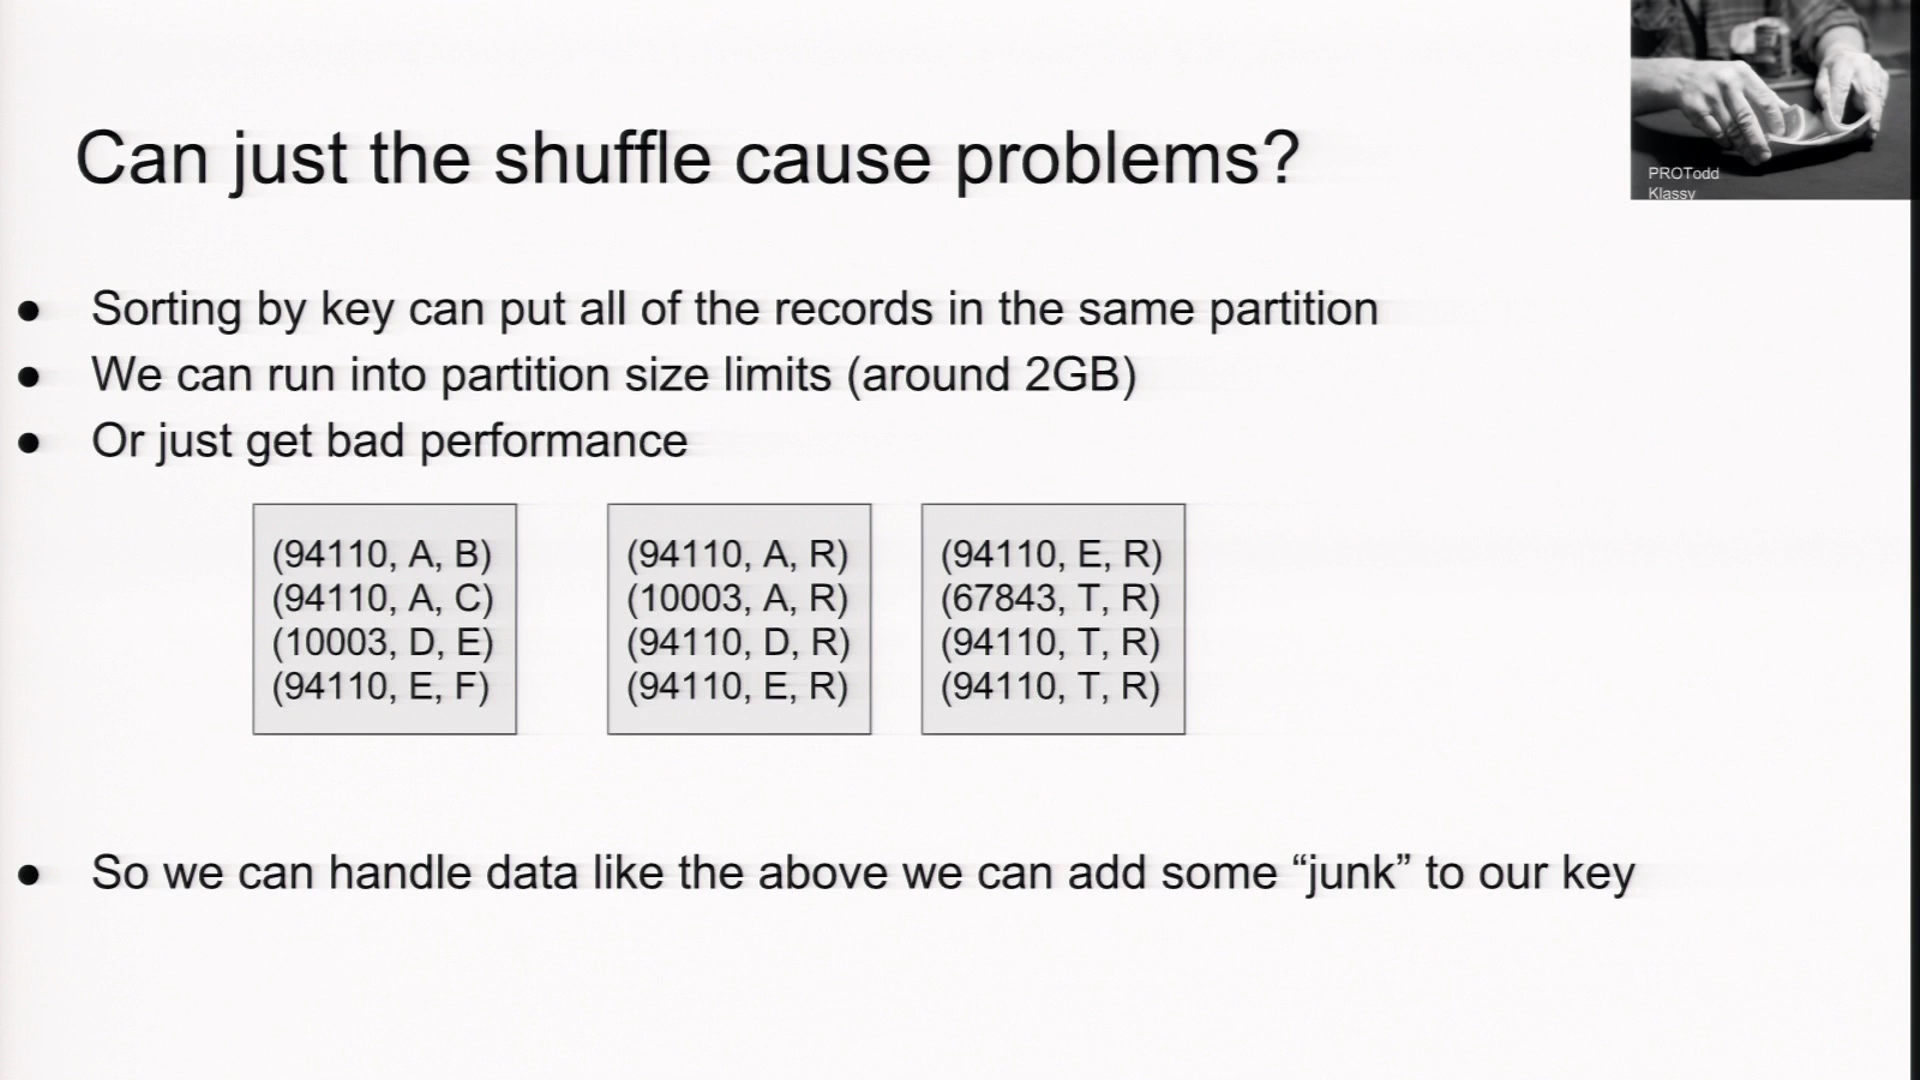 Can just the shuffle cause problems?
PROTodd
Klassy
● Sorting by key can put all of the records in the same partition
● We can run into partition size limits (around 2GB)
● Or just get bad performance
(94110, A, B)
(94110, A, C)
(10003, D, E)
(94110, E, F)
(94110, A, R)
(10003, A, R)
(94110, D, R)
(94110, E, R)
(94110, E, R)
(67843, T, R)
(94110, T, R)
(94110, T, R)
● So we can handle data like the above we can add some “junk” to our key